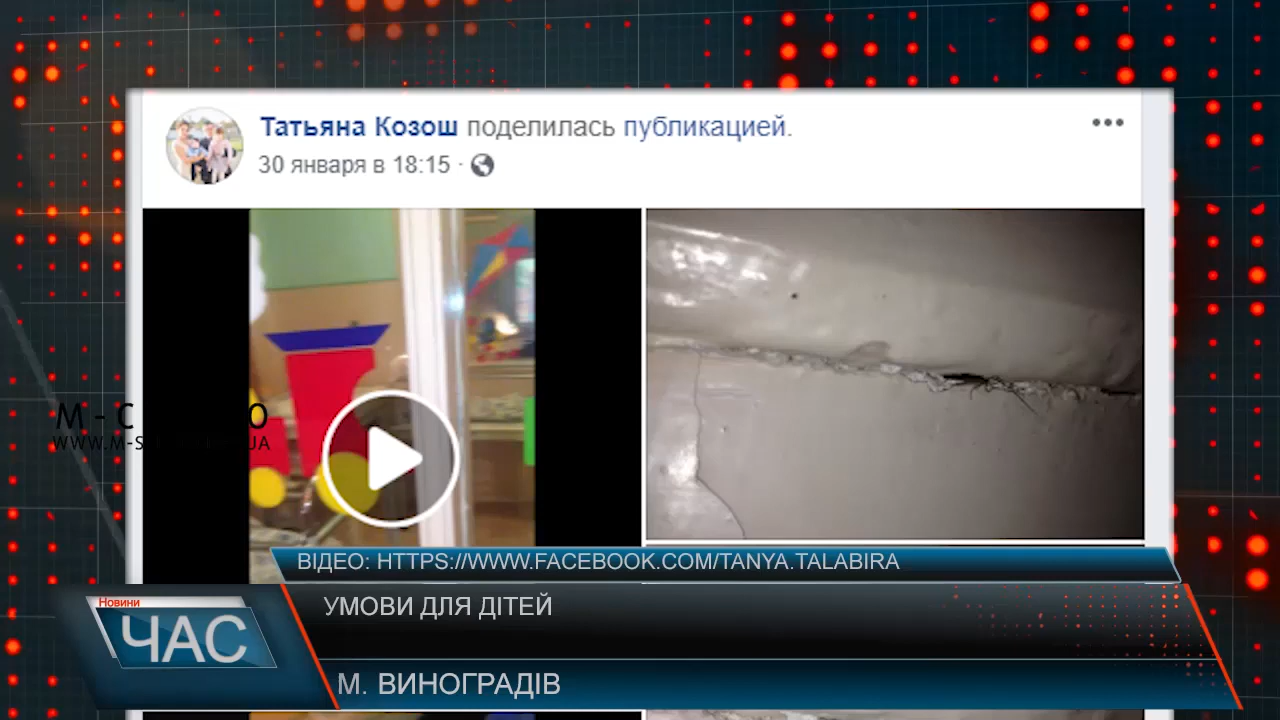 Татьяна Козош поделилась публикацией.
30 января в 18:15 ·
ВІДЕО: HTTPS://WWW.FACEBOOK.COM/TANYA.TALABIRA
Новини
ЧАС
УМОВИ ДЛЯ ДІТЕЙ
М. ВИНОГРАДІВ